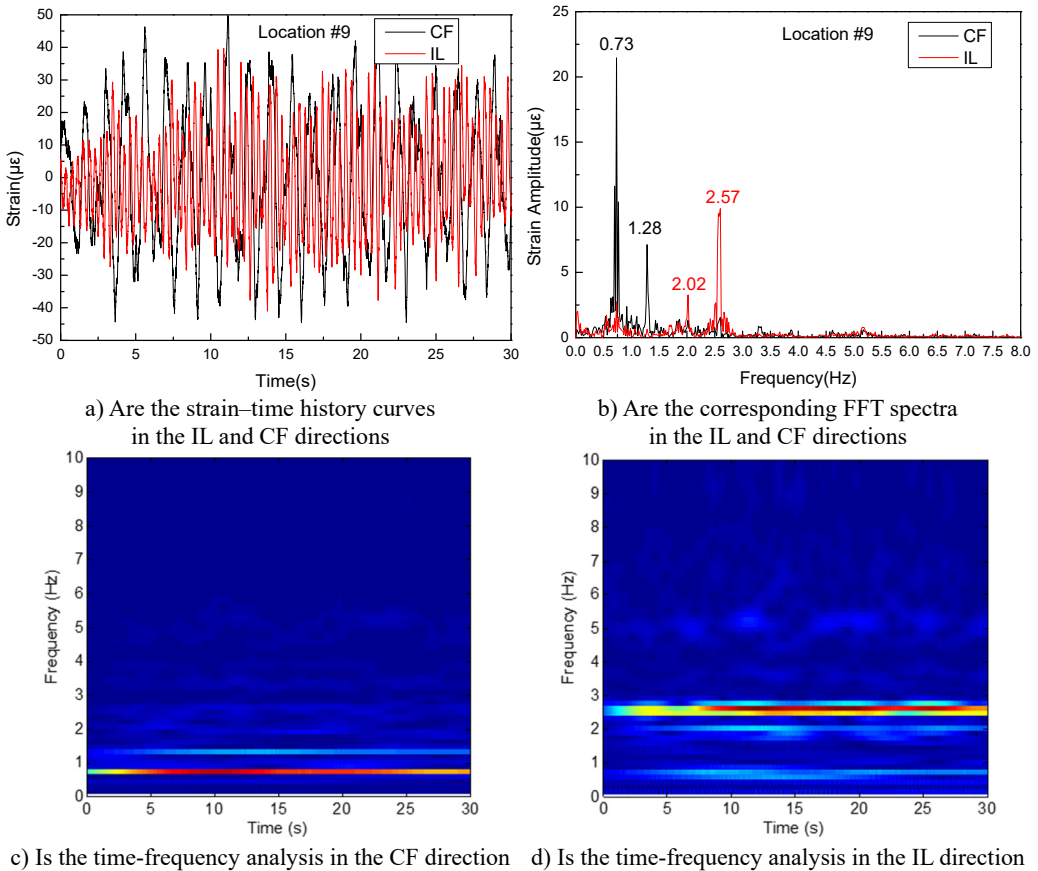 50
40
30
20
10
0
-10
-20
-30
-40
-50
Strain(με)
Location #9
CF
IL
0 5 10 15 20 25 30
Time(s)
25
20
15
10
5
0
Strain Amplitude(με)
Location #9
CF
IL
0.73
1.28
2.57
2.02
0.0 0.5 1.0 1.5 2.0 2.5 3.0 3.5 4.0 4.5 5.0 5.5 6.0 6.5 7.0 7.5 8.0
Frequency(Hz)
a) Are the strain–time history curves
in the IL and CF directions
b) Are the corresponding FFT spectra
in the IL and CF directions
10
9
8
7
6
5
4
3
2
1
0
Frequency (Hz)
0 5 10 15 20 25 30
Time (s)
10
9
8
7
6
5
4
3
2
1
0
Frequency (Hz)
0 5 10 15 20 25 30
Time (s)
c) Is the time-frequency analysis in the CF direction
d) Is the time-frequency analysis in the IL direction